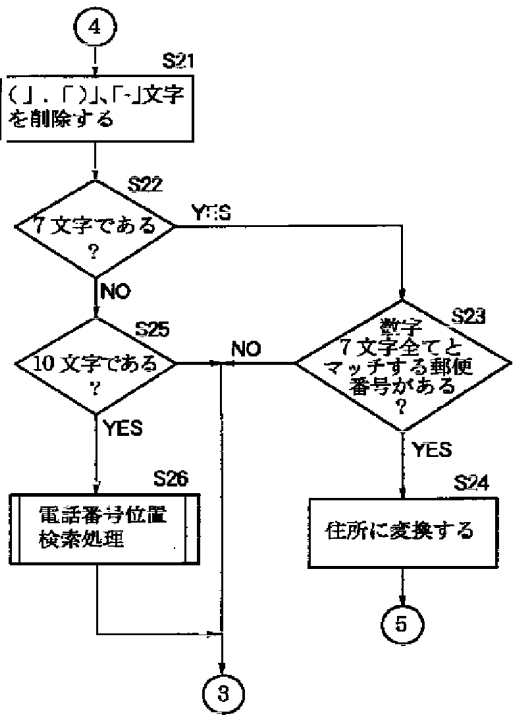 4
S21
(」.「)」、「-」文字
を削除する
S22
7文字である
?
YES
NO
S25
10文字である
?
NO
S23
数字
7文字全てと
マッチする郵便
番号がある
?
YES
YES
S26
電話番号位置
検索処理
S24
住所に変換する
5
3